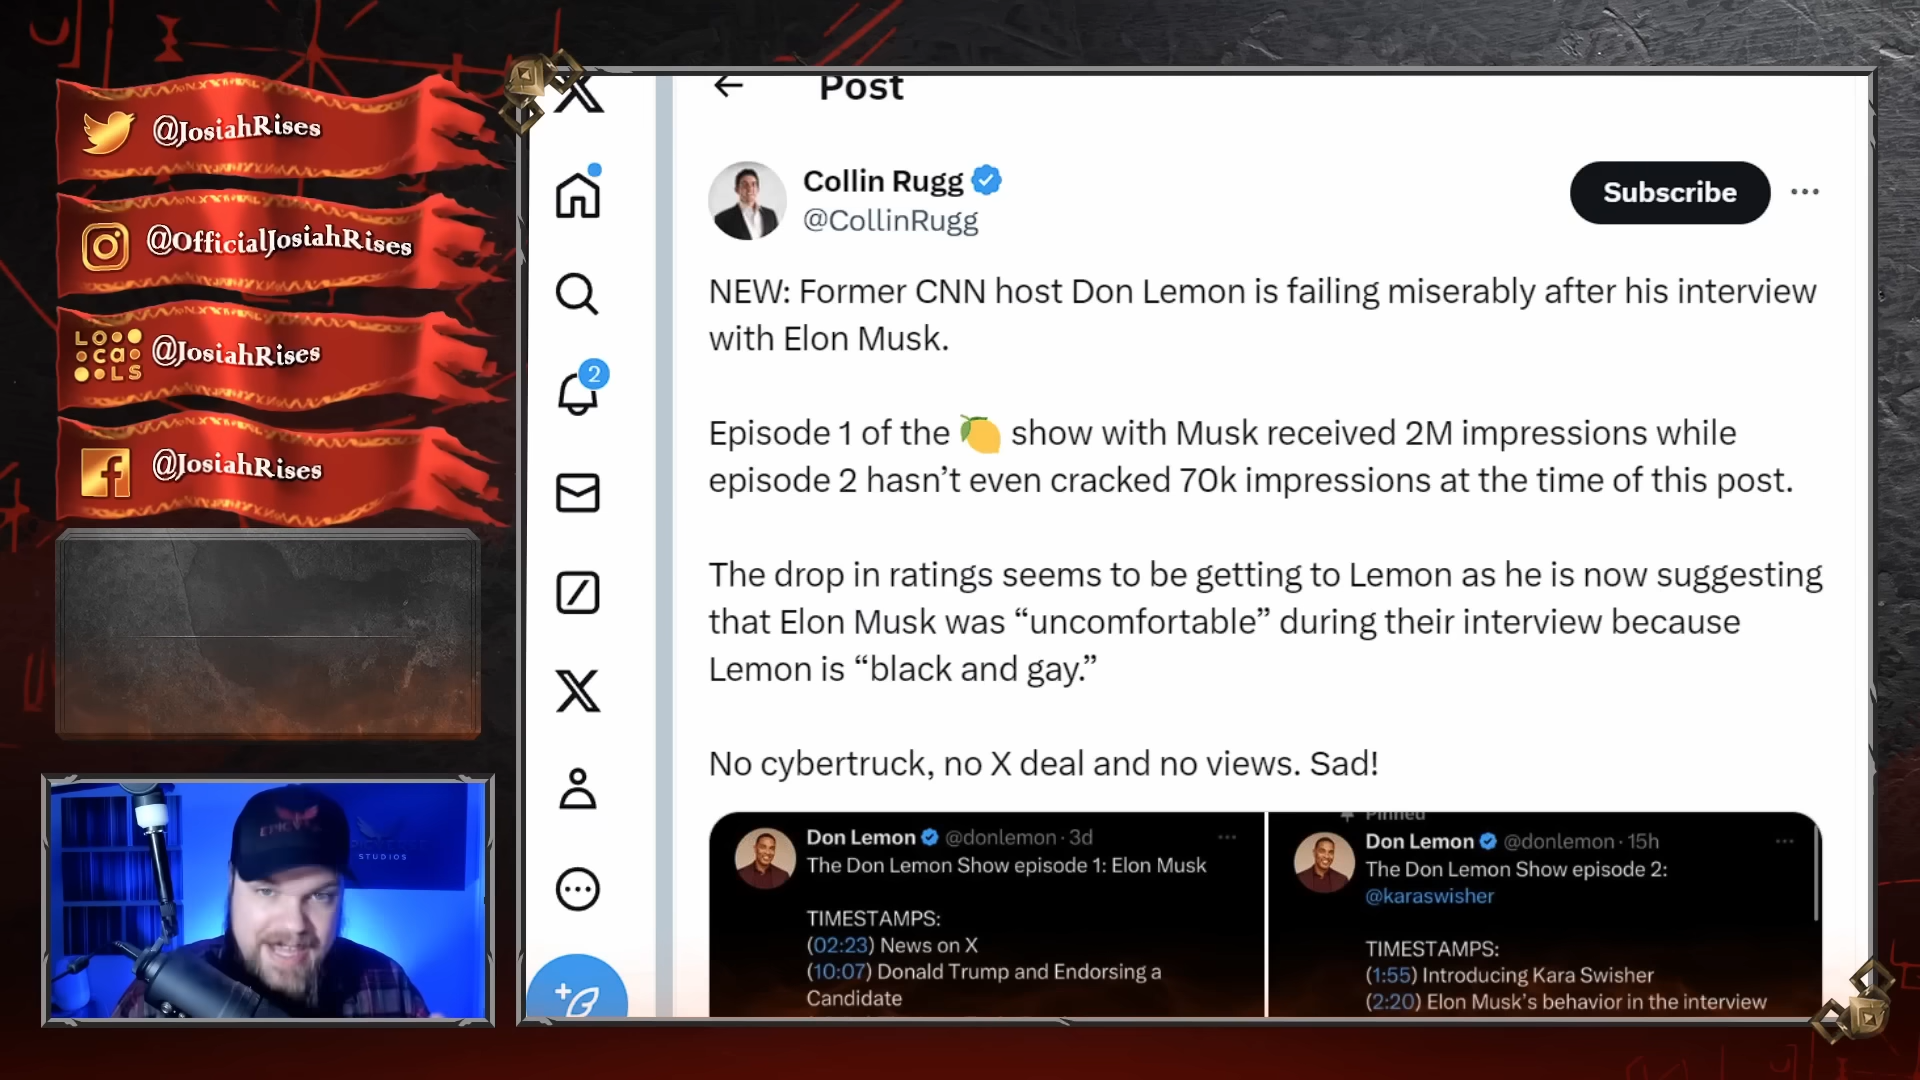 @JosiahRises
@OfficialJosiahRises
LO
ca
LS
@JosiahRises
@JosiahRises
STUDIOS
Post
Collin Rugg
@CollinRugg
Subscribe
2
NEW: Former CNN host Don Lemon is failing miserably after his interview
with Elon Musk.
Episode 1 of the 🍋 show with Musk received 2M impressions while
episode 2 hasn’t even cracked 70k impressions at the time of this post.
The drop in ratings seems to be getting to Lemon as he is now suggesting
that Elon Musk was “uncomfortable” during their interview because
Lemon is “black and gay.”
No cybertruck, no X deal and no views. Sad!
Don Lemon @donlemon · 3d
The Don Lemon Show episode 1: Elon Musk
TIMESTAMPS:
(02:23) News on X
(10:07) Donald Trump and Endorsing a
Candidate
Pinned
Don Lemon @donlemon · 15h
The Don Lemon Show episode 2:
@karaswisher
TIMESTAMPS:
(1:55) Introducing Kara Swisher
(2:20) Elon Musk’s behavior in the interview